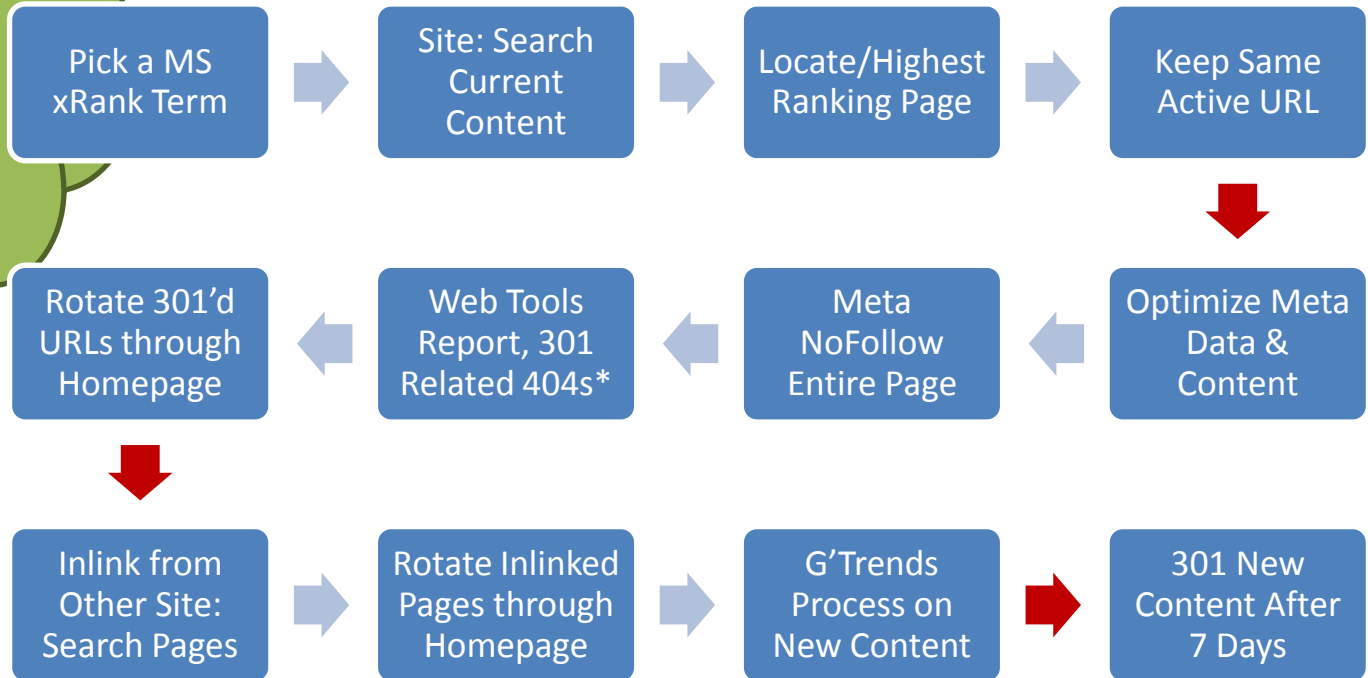 Pick a MS
xRank Term
Site: Search
Current
Content
Locate/Highest
Ranking Page
Keep Same
Active URL
Optimize Meta
Data &
Content
Meta
NoFollow
Entire Page
Web Tools
Report, 301
Related 404s*
Rotate 301’d
URLs through
Homepage
Inlink from
Other Site:
Search Pages
Rotate Inlinked
Pages through
Homepage
G’Trends
Process on
New Content
301 New
Content After
7 Days